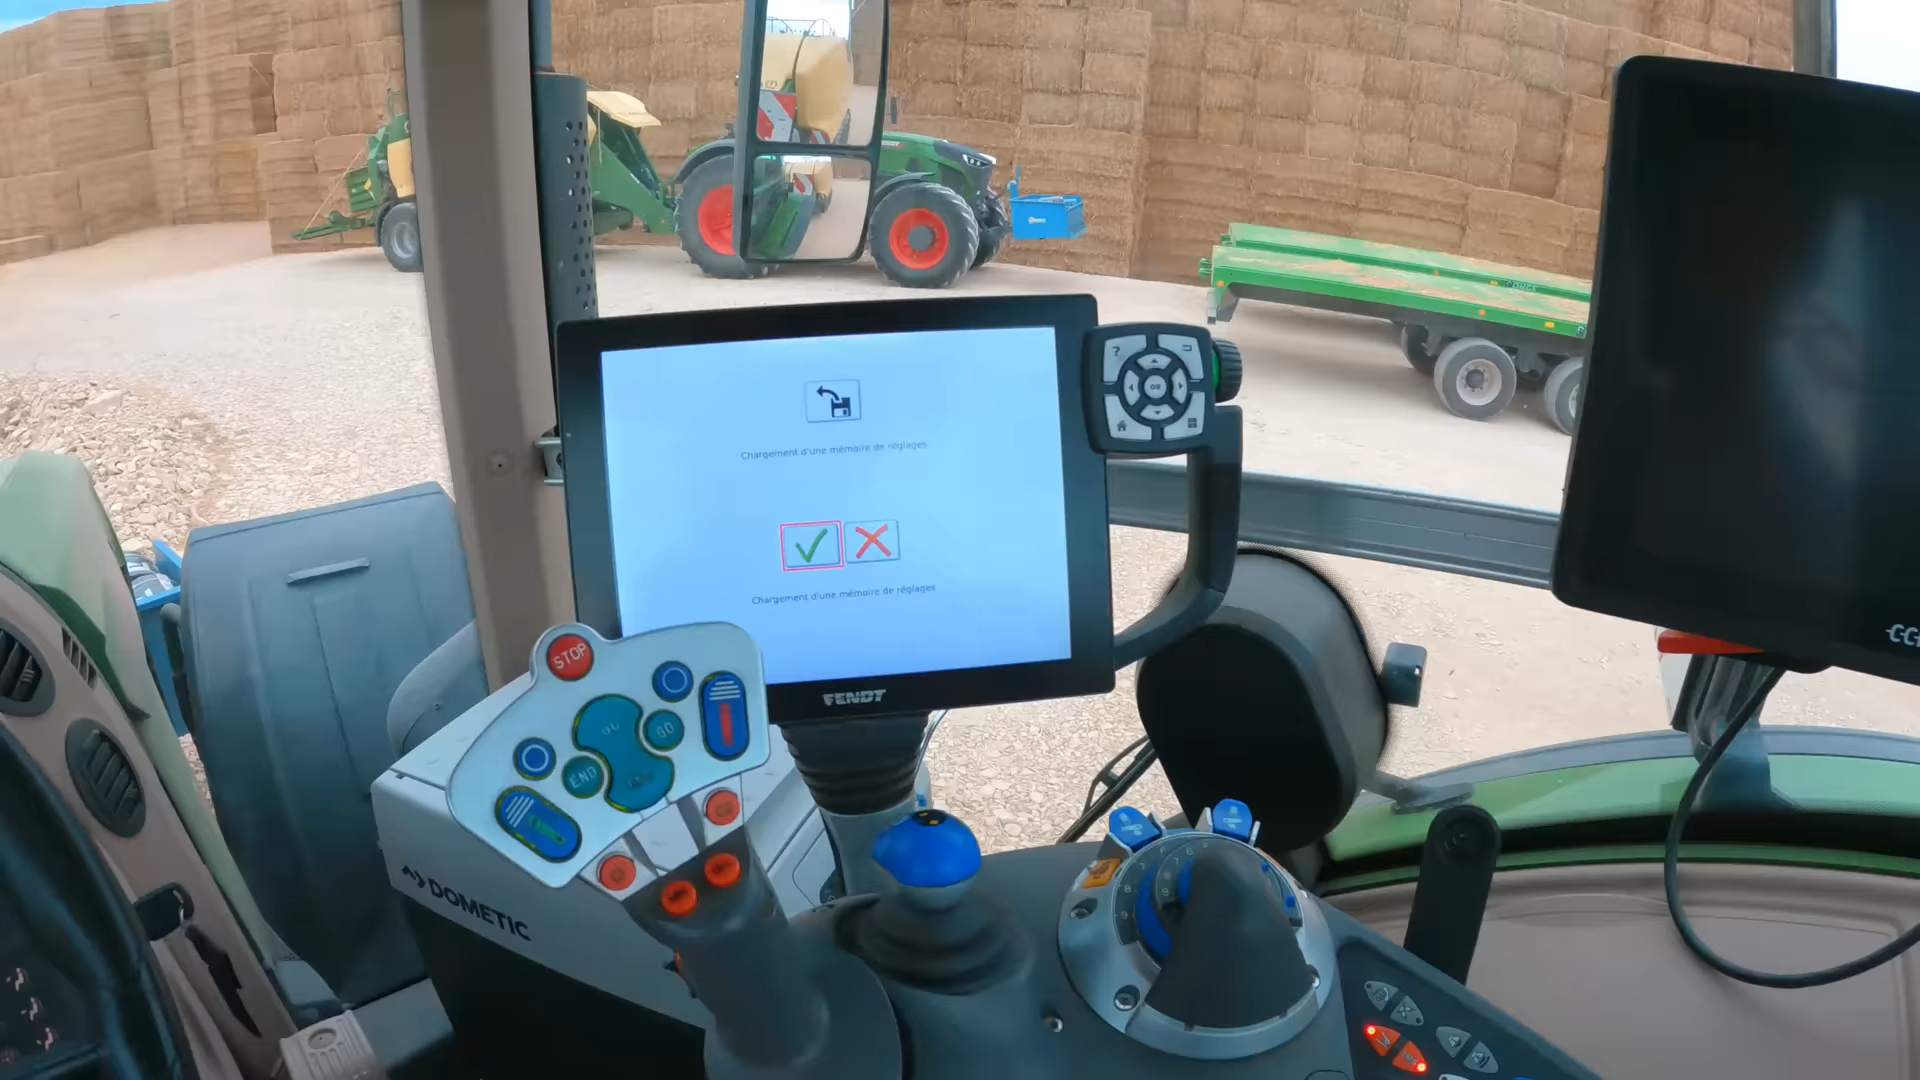 Chargement d'une mémoire de réglages
Chargement d'une mémoire de réglages
FENDT
STOP
GO
END
DOMETIC